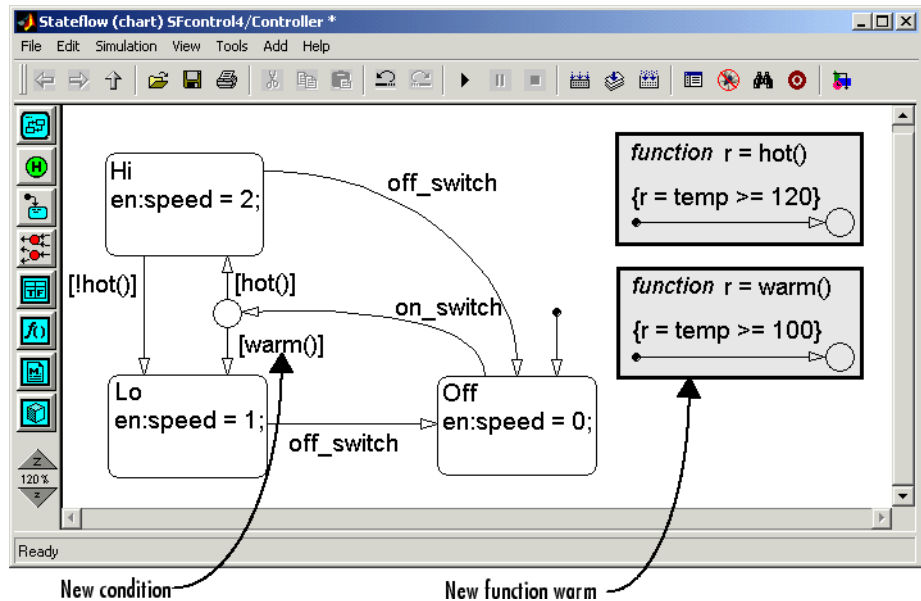 Stateflow (chart) SFcontrol4/Controller *
File Edit Simulation View Tools Add Help
Hi
en:speed = 2;
off_switch
function r = hot()
{r = temp >= 120}
[!hot()]
[hot()]
on_switch
[warm()]
function r = warm()
{r = temp >= 100}
Lo
en:speed = 1;
off_switch
Off
en:speed = 0;
H
TF
f()
M
Z
120%
z
Ready
New condition
New function warm